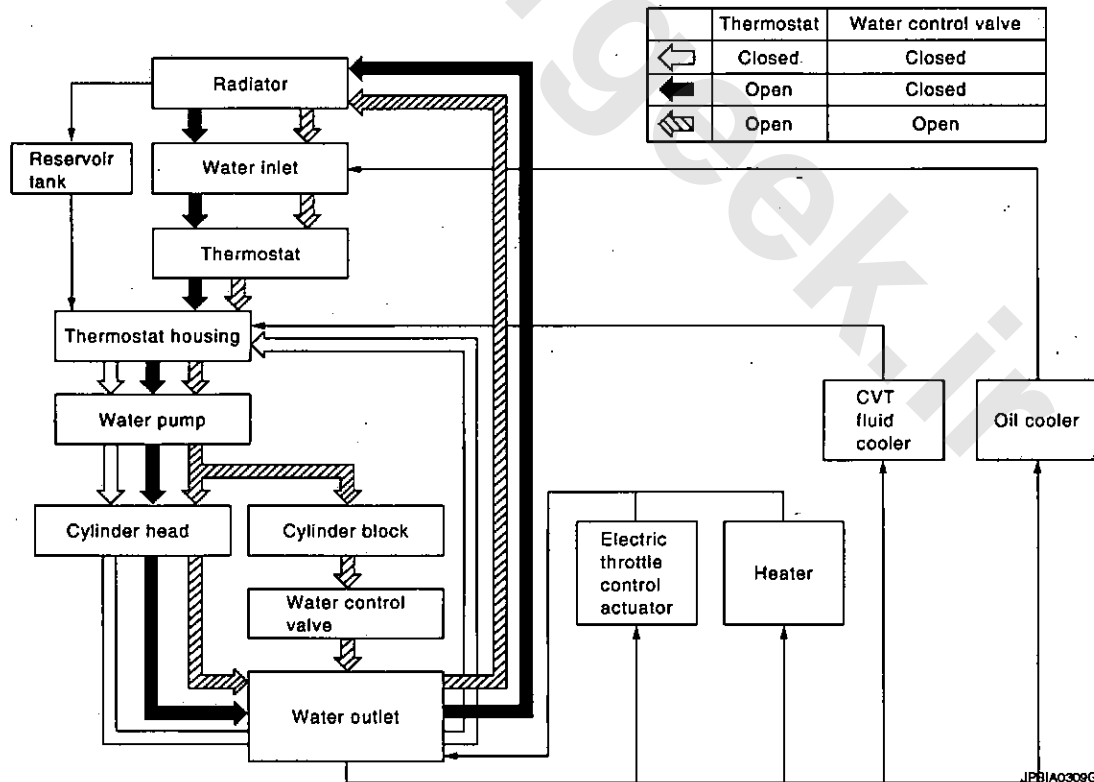 Thermostat Water control valve
Closed Closed
Open Closed
Open Open
Radiator
Reservoir
tank
Water inlet
Thermostat
Thermostat housing
Water pump
Cylinder head
Cylinder block
Water control
valve
Water outlet
Electric
throttle
control
actuator
Heater
CVT
fluid
cooler
Oil cooler
JPBIA0309G
geek.ir